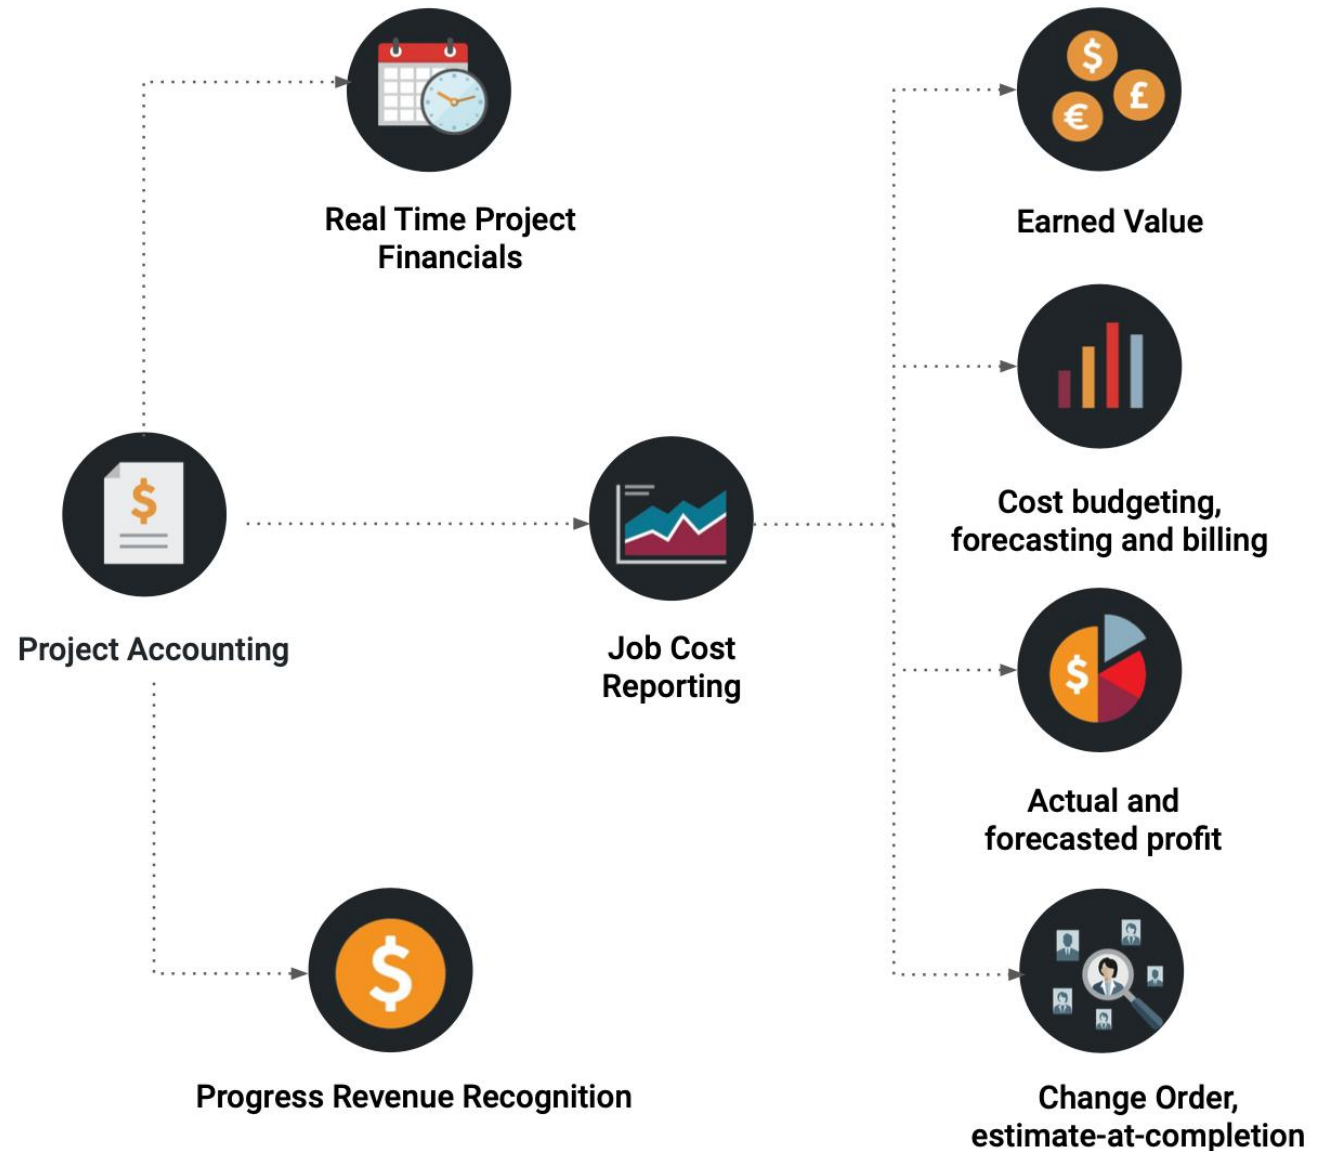 Real Time Project
Financials
Earned Value
Cost budgeting,
forecasting and billing
Project Accounting
Job Cost
Reporting
Actual and
forecasted profit
Progress Revenue Recognition
Change Order,
estimate-at-completion
$
£
€
$
$
$